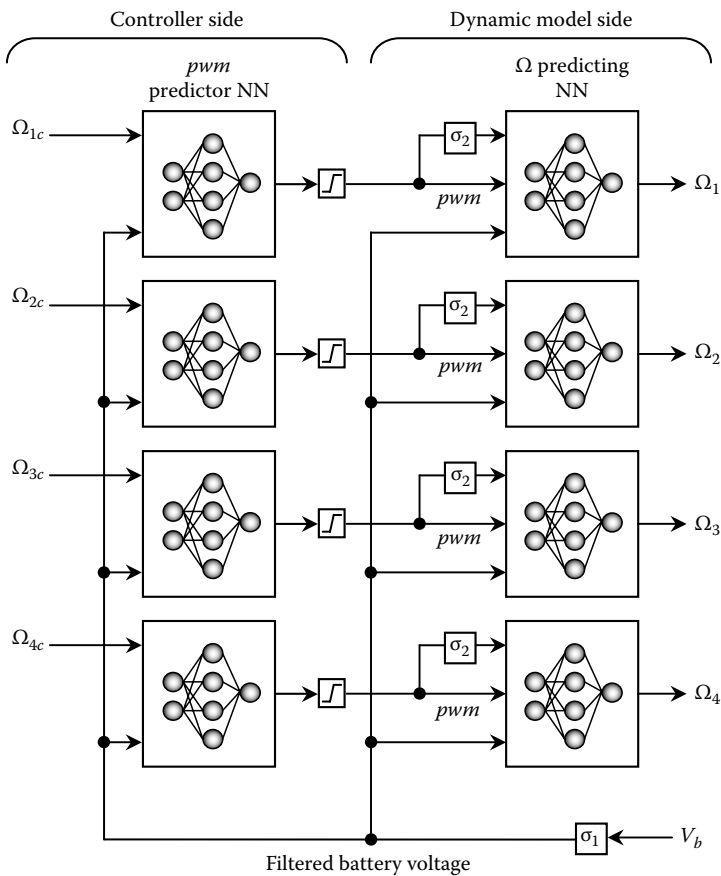 Controller side
Dynamic model side
pwm
predictor NN
Ω predicting
NN
Ω1c
σ2
pwm
Ω1
Ω2c
σ2
pwm
Ω2
Ω3c
σ2
pwm
Ω3
Ω4c
σ2
pwm
Ω4
σ1
Vb
Filtered battery voltage